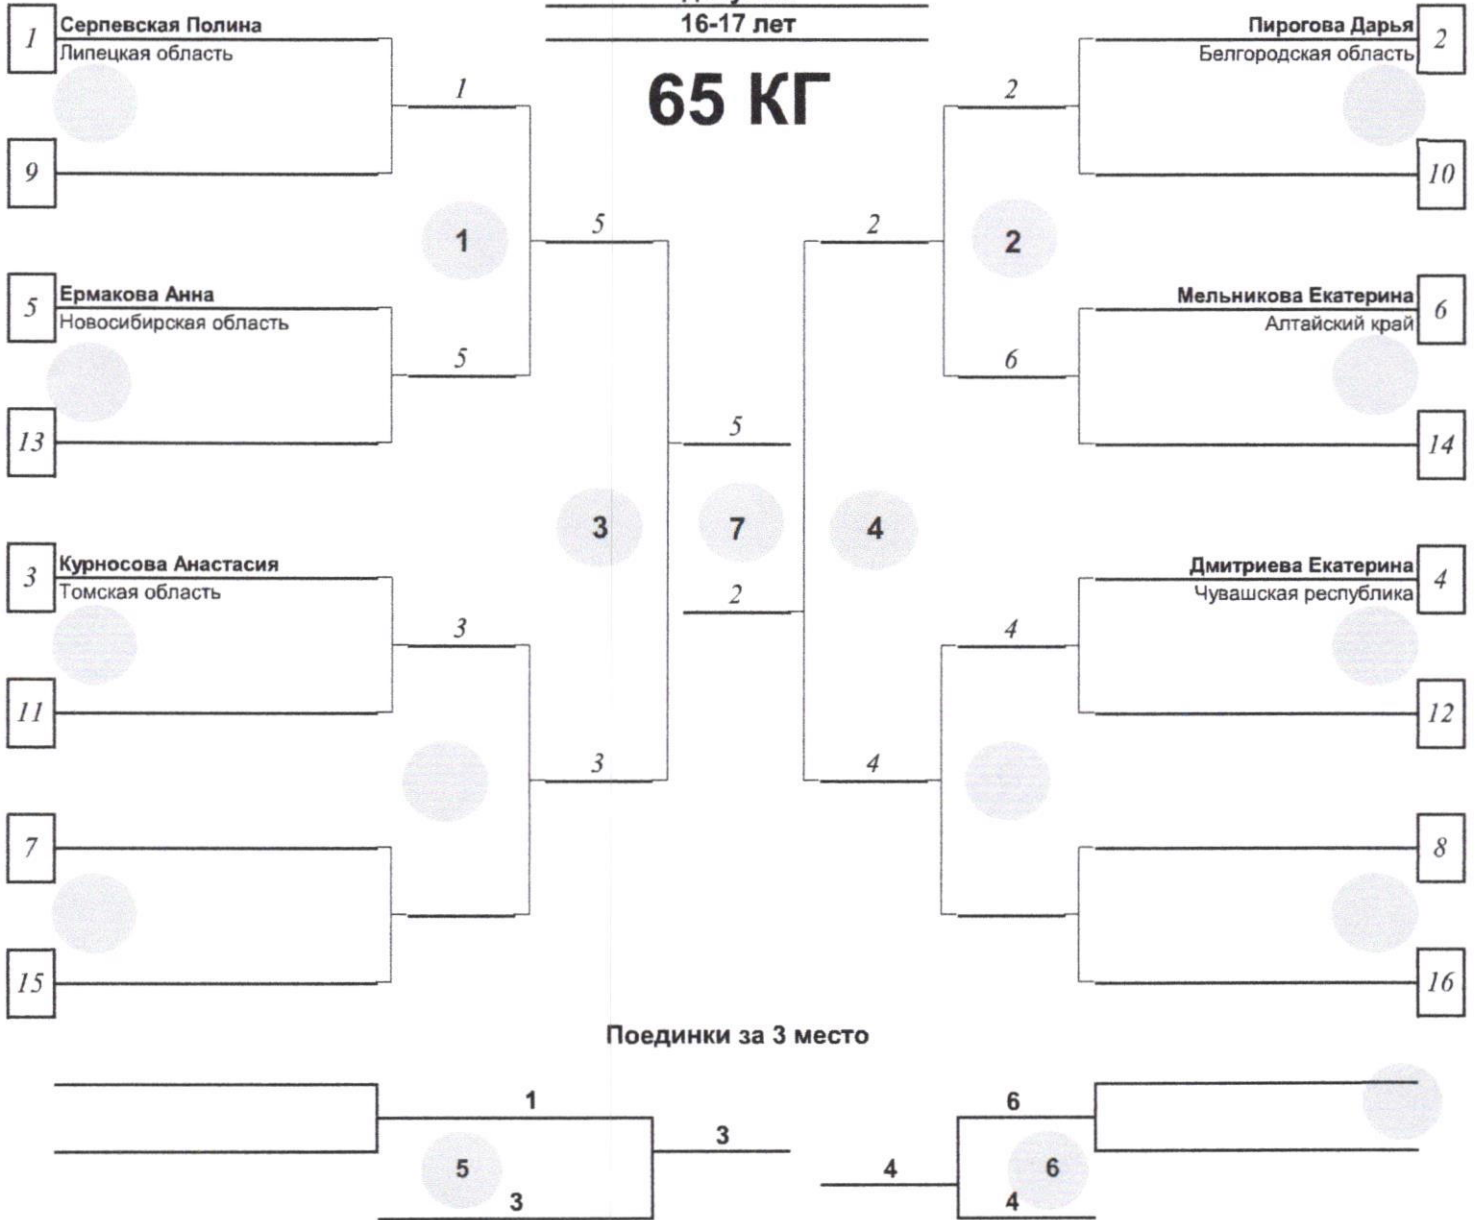 16-17 лет
65 КГ
1
Серпевская Полина
Липецкая область
9
1
5
Ермакова Анна
Новосибирская область
13
5
1
5
3
Курносова Анастасия
Томская область
11
3
7
15
3
3
5
7
2
Пирогова Дарья
2
Белгородская область
10
2
Мельникова Екатерина
6
Алтайский край
14
6
2
2
Дмитриева Екатерина
4
Чувашская республика
12
4
8
16
4
4
Поединки за 3 место
1
5
3
3
6
6
4
4